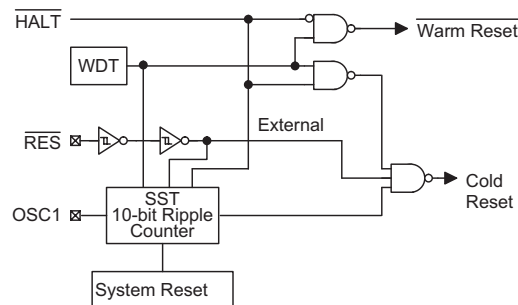 HALT
Warm Reset
WDT
RES
External
Cold
Reset
SST
10-bit Ripple
Counter
OSC1
System Reset